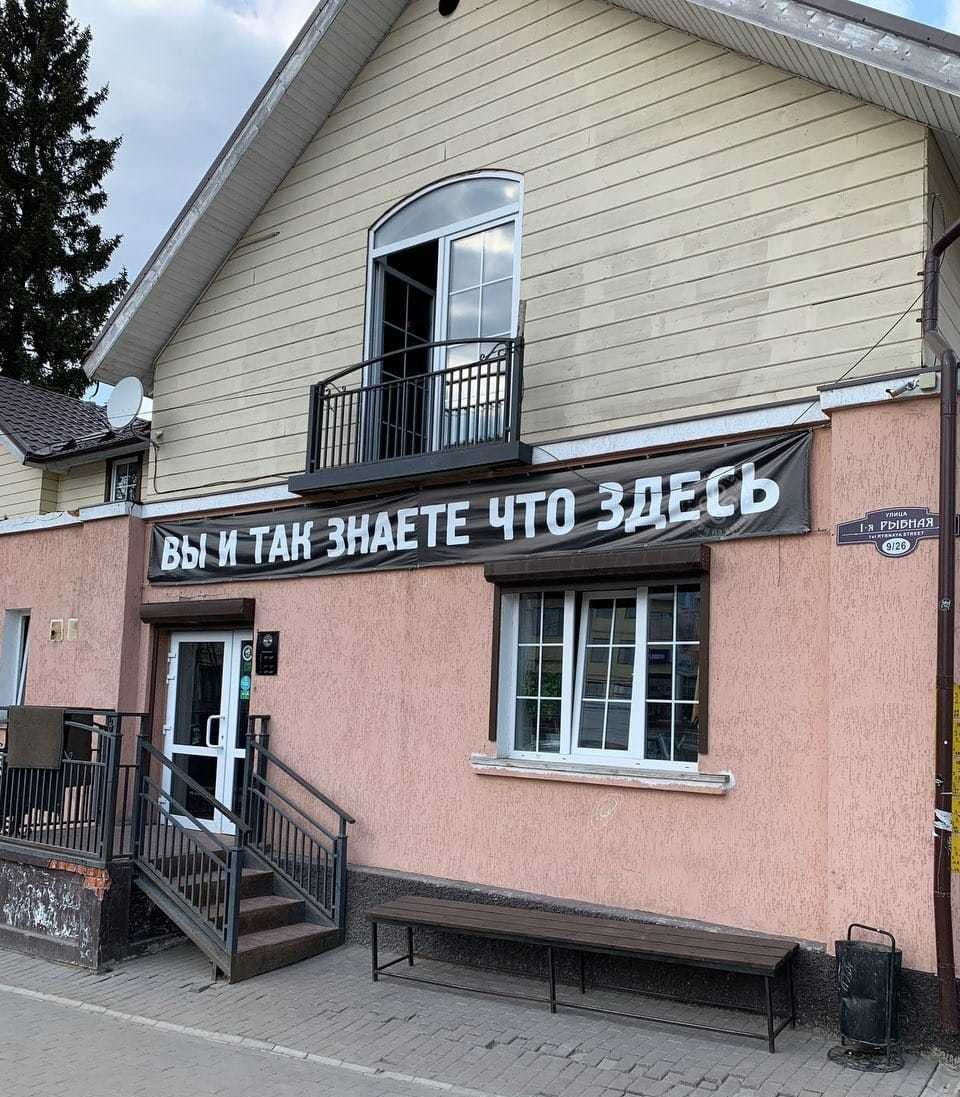 ВЫ И ТАК ЗНАЕТЕ ЧТО ЗДЕСЬ
УЛИЦА
1-я РЫБНАЯ
1st RYBNAYA STREET
9/26